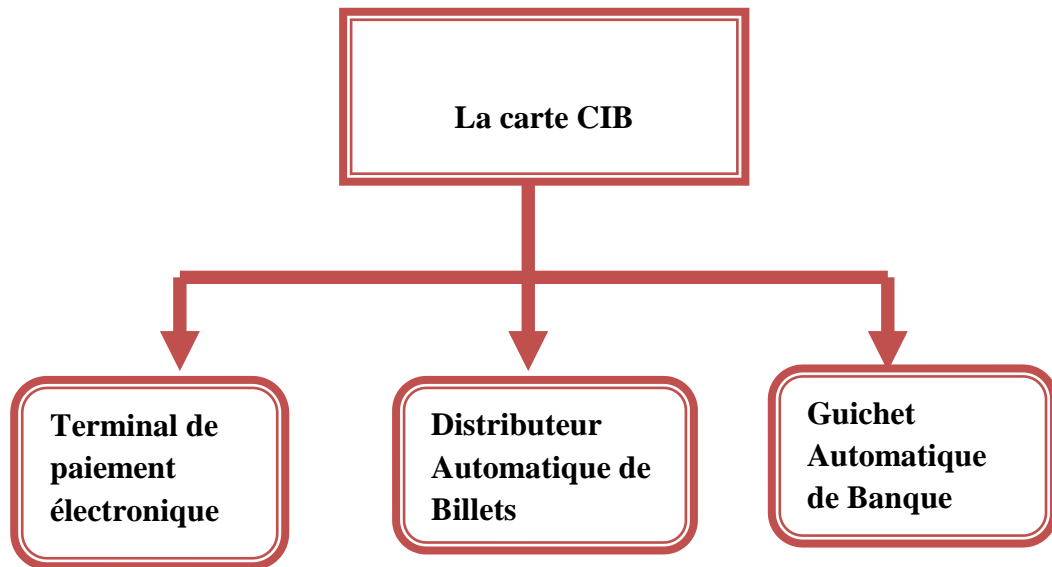 La carte CIB
Terminal de
paiement
électronique
Distributeur
Automatique de
Billets
Guichet
Automatique
de Banque